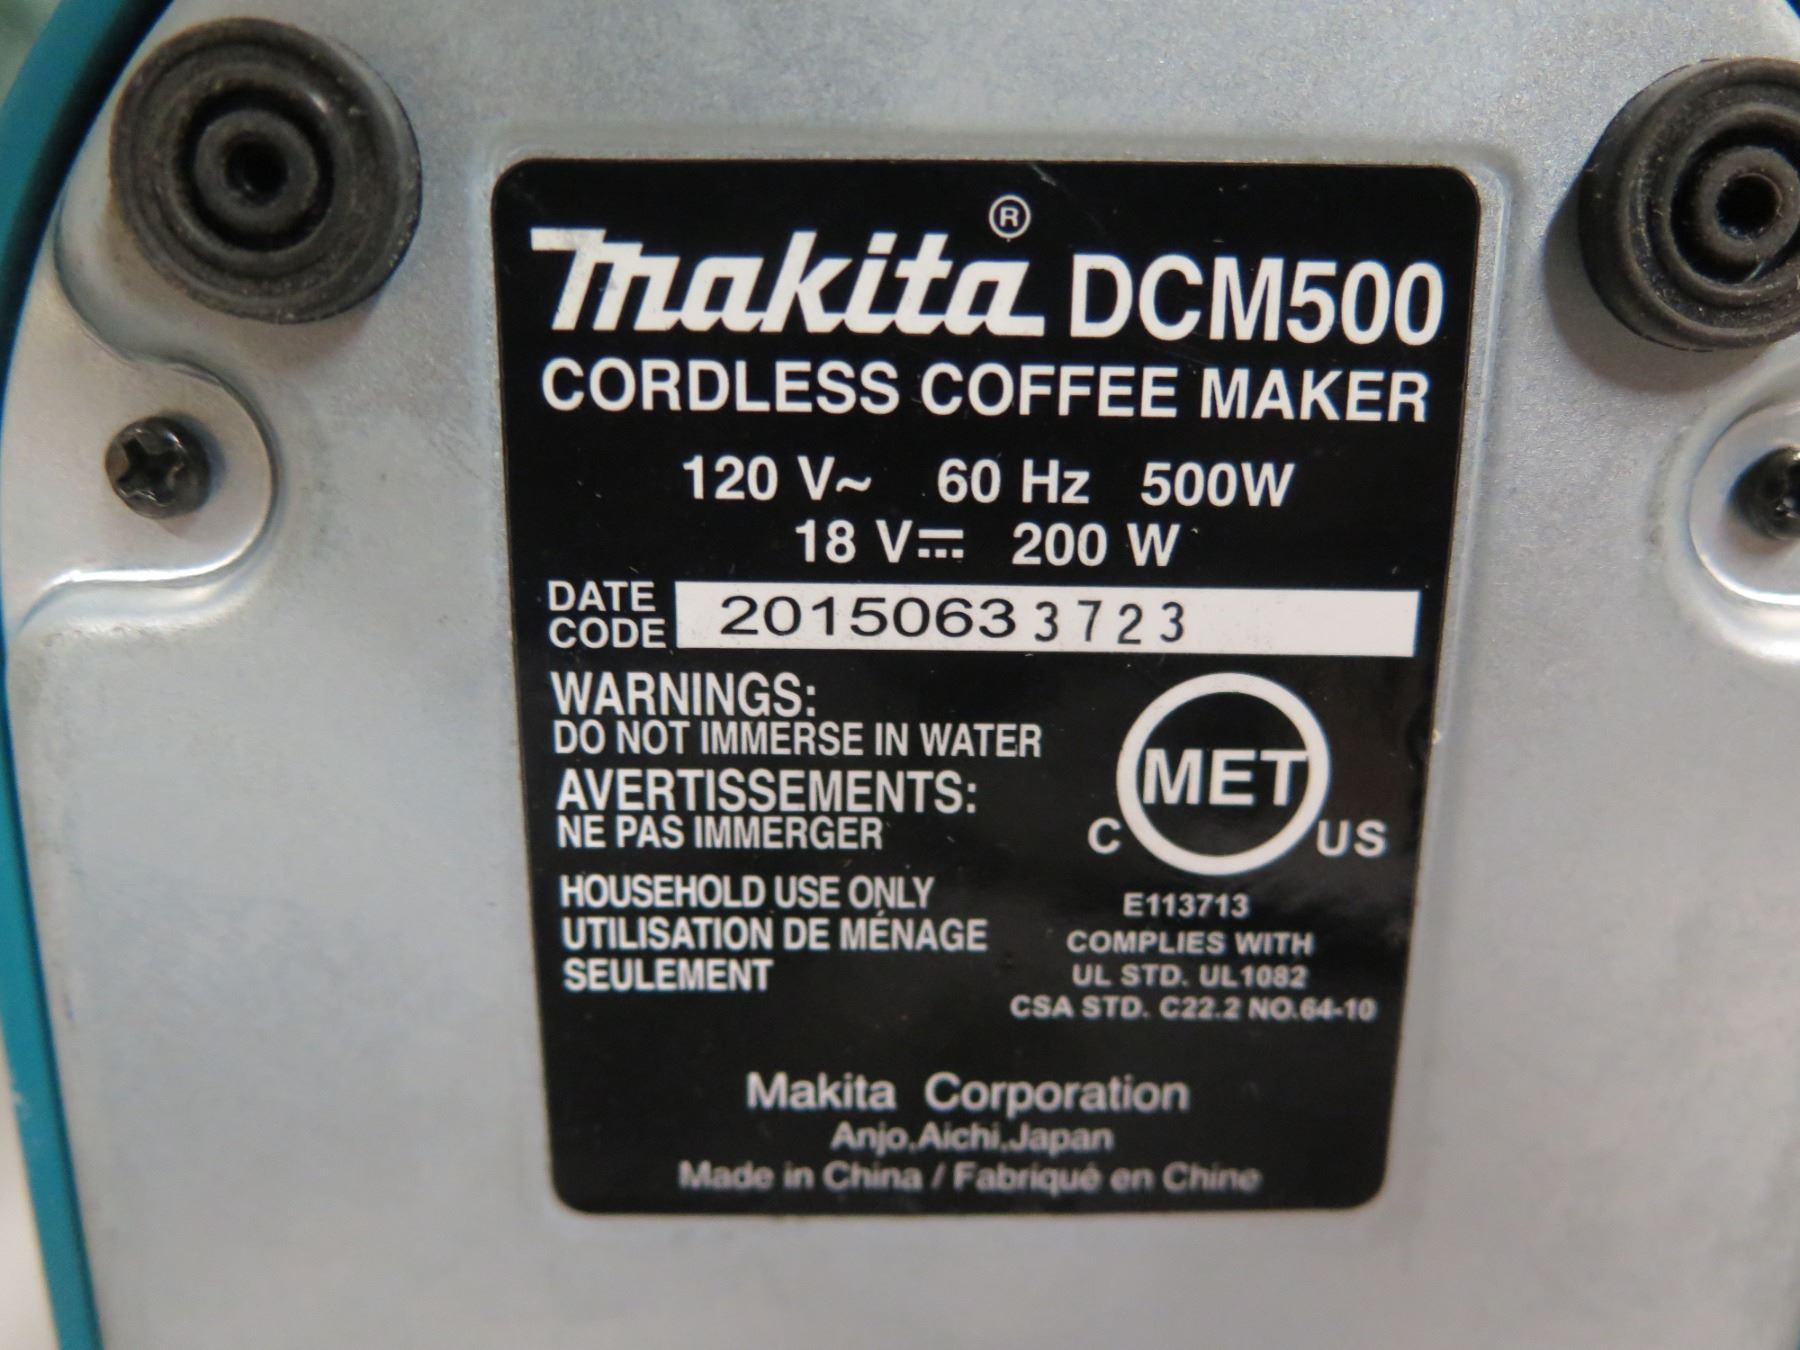 makita® DCM500
CORDLESS COFFEE MAKER
120 V~ 60 Hz 500W
18 V⎓ 200 W
DATE CODE 2015063 3723
WARNINGS:
DO NOT IMMERSE IN WATER
AVERTISSEMENTS:
NE PAS IMMERGER
HOUSEHOLD USE ONLY
UTILISATION DE MÉNAGE
SEULEMENT
MET
C US
E113713
COMPLIES WITH
UL STD. UL1082
CSA STD. C22.2 NO.64-10
Makita Corporation
Anjo,Aichi,Japan
Made in China / Fabriqué en Chine